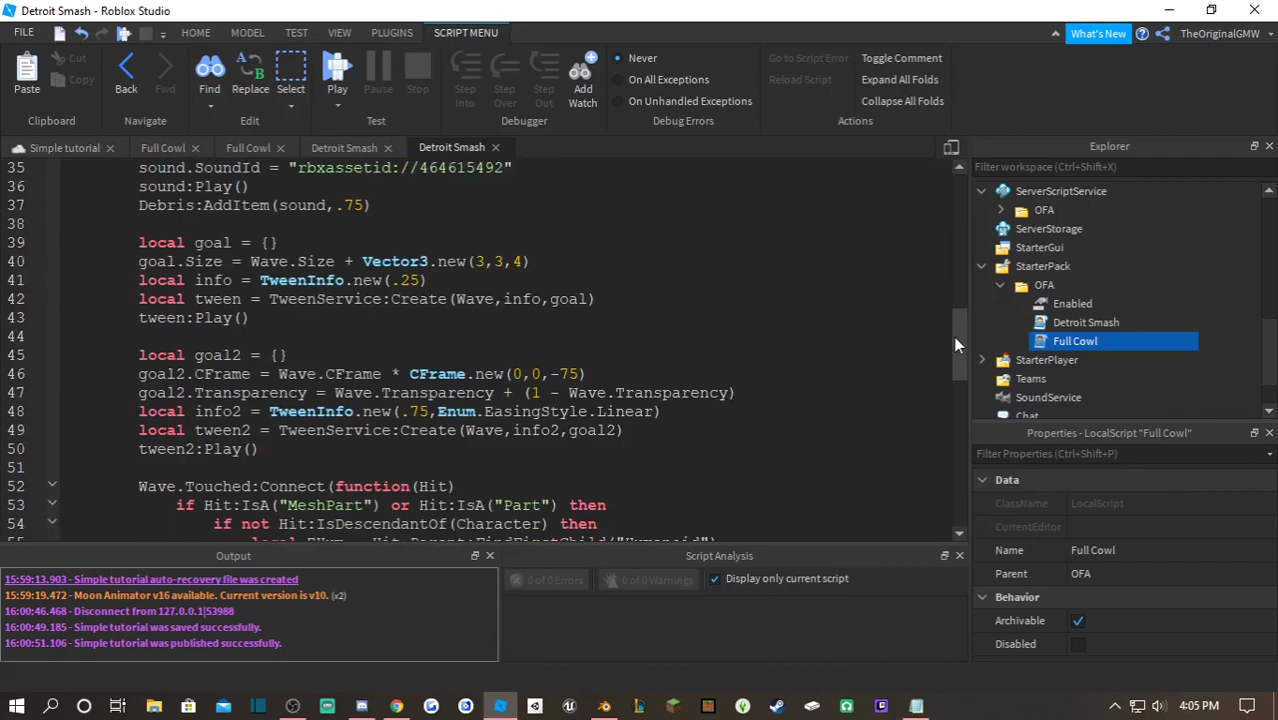 Detroit Smash - Roblox Studio
FILE HOME MODEL TEST VIEW PLUGINS SCRIPT MENU What's New TheOriginalGMW
Paste Cut Copy Back Fwd Find Replace Select Play Pause Stop Step Into Step Over Step Out Add Watch Never On All Exceptions On Unhandled Exceptions Go to Script Error Reload Script Toggle Comment Expand All Folds Collapse All Folds
Clipboard Navigate Edit Test Debugger Debug Errors Actions
Simple tutorial Full Cowl Full Cowl Detroit Smash Detroit Smash
35 sound.SoundId = "rbxassetid://464615492"
36 sound:Play()
37 Debris:AddItem(sound,.75)
38
39 local goal = {}
40 goal.Size = Wave.Size + Vector3.new(3,3,4)
41 local info = TweenInfo.new(.25)
42 local tween = TweenService:Create(Wave,info,goal)
43 tween:Play()
44
45 local goal2 = {}
46 goal2.CFrame = Wave.CFrame * CFrame.new(0,0,-75)
47 goal2.Transparency = Wave.Transparency + (1 - Wave.Transparency)
48 local info2 = TweenInfo.new(.75,Enum.EasingStyle.Linear)
49 local tween2 = TweenService:Create(Wave,info2,goal2)
50 tween2:Play()
51
52 Wave.Touched:Connect(function(Hit)
53 if Hit:IsA("MeshPart") or Hit:IsA("Part") then
54 if not Hit:IsDescendantOf(Character) then
55 local EHum = Hit.Parent:FindFirstChild("Humanoid")
Explorer
Filter workspace (Ctrl+Shift+X)
ServerScriptService
OFA
ServerStorage
StarterGui
StarterPack
OFA
Enabled
Detroit Smash
Full Cowl
StarterPlayer
Teams
SoundService
Chat
Properties - LocalScript "Full Cowl"
Filter Properties (Ctrl+Shift+P)
Data
ClassName LocalScript
CurrentEditor
Name Full Cowl
Parent OFA
Behavior
Archivable
Disabled
Output
15:59:13.903 - Simple tutorial auto-recovery file was created
15:59:19.472 - Moon Animator v16 available. Current version is v10. (x2)
16:00:46.468 - Disconnect from 127.0.0.1|53988
16:00:49.185 - Simple tutorial was saved successfully.
16:00:51.106 - Simple tutorial was published successfully.
Script Analysis
0 of 0 Errors 0 of 0 Warnings Display only current script
4:05 PM